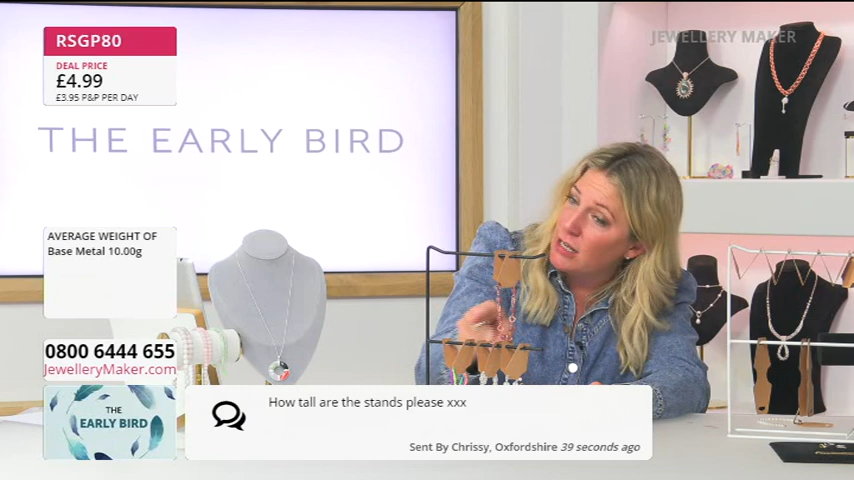 RSGP80
DEAL PRICE
£4.99
£3.95 P&P PER DAY
JEWELLERY MAKER
THE EARLY BIRD
AVERAGE WEIGHT OF
Base Metal 10.00g
0800 6444 655
JewelleryMaker.com
THE
EARLY BIRD
How tall are the stands please xxx
Sent By Chrissy, Oxfordshire 39 seconds ago